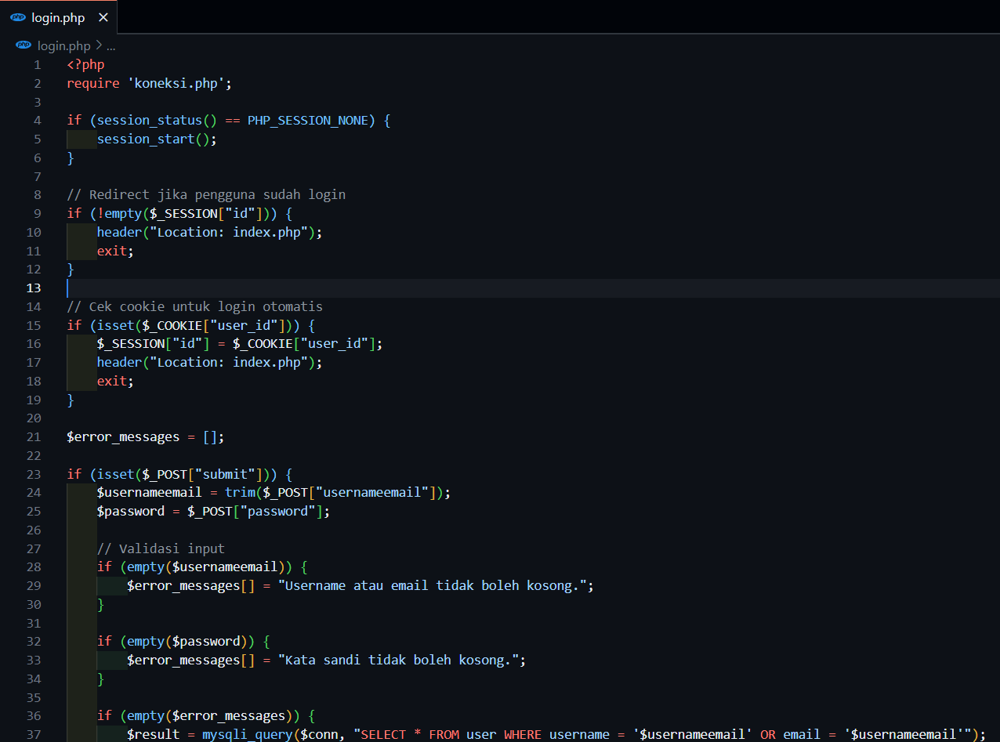 php login.php ×
php login.php > ...
1 <?php
2 require 'koneksi.php';
3
4 if (session_status() == PHP_SESSION_NONE) {
5     session_start();
6 }
7
8 // Redirect jika pengguna sudah login
9 if (!empty($_SESSION["id"])) {
10     header("Location: index.php");
11     exit;
12 }
13
14 // Cek cookie untuk login otomatis
15 if (isset($_COOKIE["user_id"])) {
16     $_SESSION["id"] = $_COOKIE["user_id"];
17     header("Location: index.php");
18     exit;
19 }
20
21 $error_messages = [];
22
23 if (isset($_POST["submit"])) {
24     $usernameemail = trim($_POST["usernameemail"]);
25     $password = $_POST["password"];
26
27     // Validasi input
28     if (empty($usernameemail)) {
29         $error_messages[] = "Username atau email tidak boleh kosong.";
30     }
31
32     if (empty($password)) {
33         $error_messages[] = "Kata sandi tidak boleh kosong.";
34     }
35
36     if (empty($error_messages)) {
37         $result = mysqli_query($conn, "SELECT * FROM user WHERE username = '$usernameemail' OR email = '$usernameemail'");